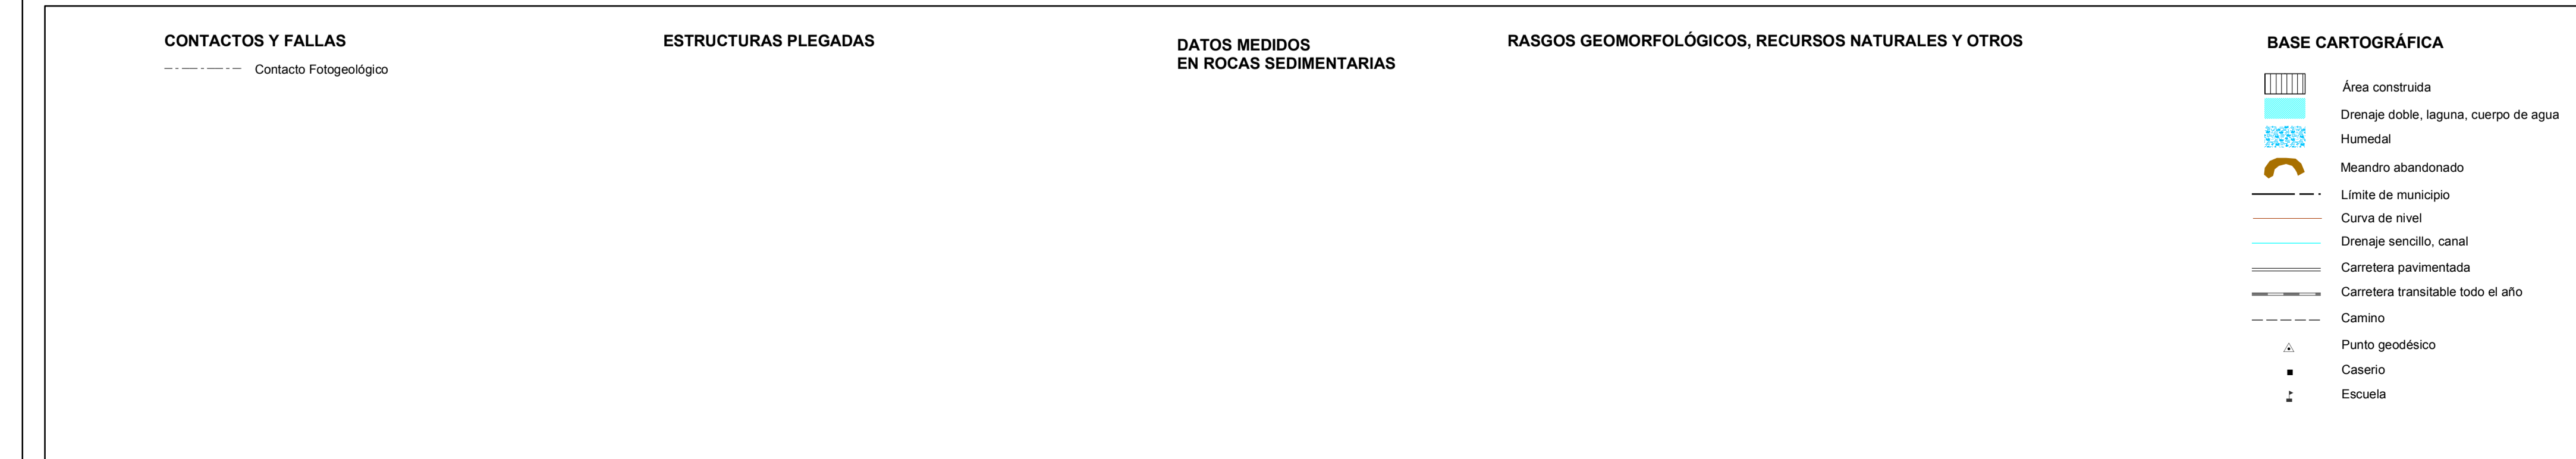 CONTACTOS Y FALLAS
Contacto Fotogeológico
ESTRUCTURAS PLEGADAS
DATOS MEDIDOS
EN ROCAS SEDIMENTARIAS
RASGOS GEOMORFOLÓGICOS, RECURSOS NATURALES Y OTROS
BASE CARTOGRÁFICA
Área construida
Drenaje doble, laguna, cuerpo de agua
Humedal
Meandro abandonado
Límite de municipio
Curva de nivel
Drenaje sencillo, canal
Carretera pavimentada
Carretera transitable todo el año
Camino
Punto geodésico
Caserio
Escuela